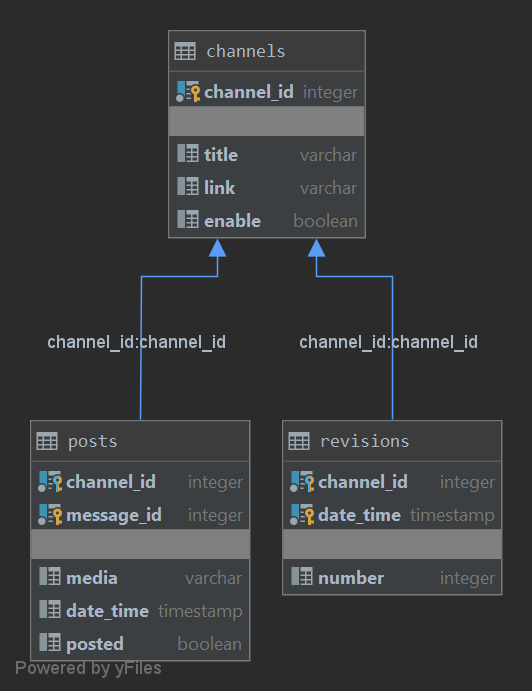 channels
channel_id integer
title varchar
link varchar
enable boolean
channel_id:channel_id channel_id:channel_id
posts
channel_id integer
message_id integer
media varchar
date_time timestamp
posted boolean
revisions
channel_id integer
date_time timestamp
number integer
Powered by yFiles